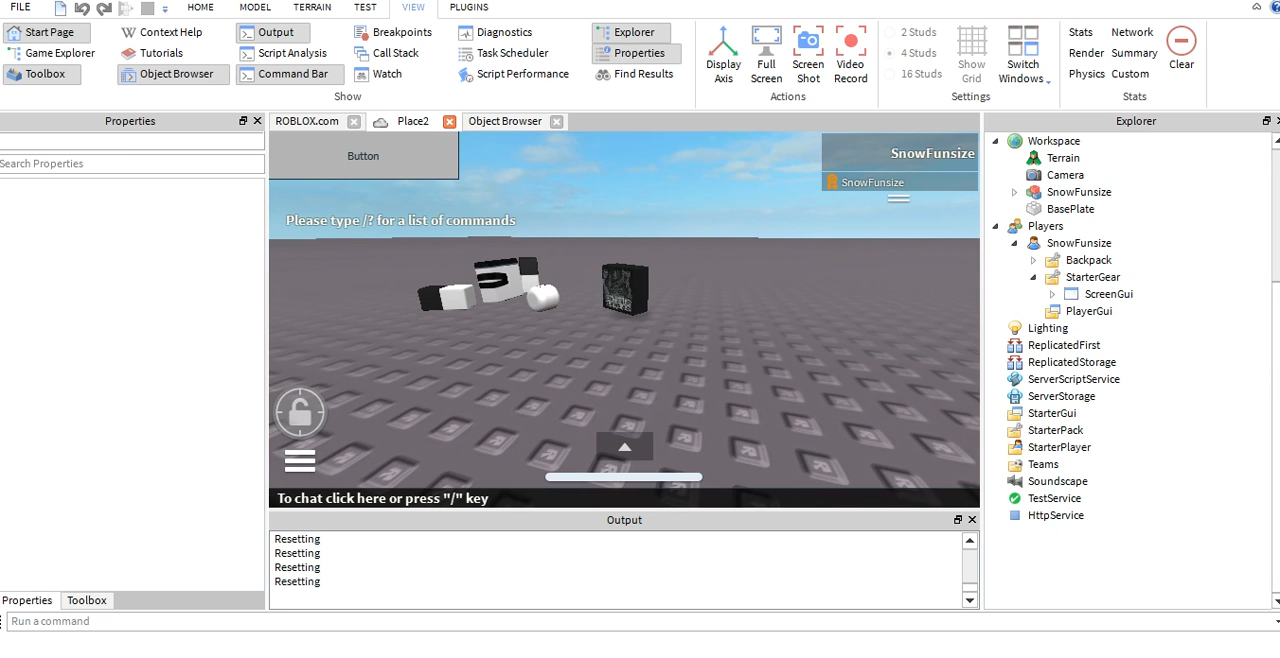 FILE HOME MODEL TERRAIN TEST VIEW PLUGINS
Start Page Context Help Output Breakpoints Diagnostics Explorer 2 Studs Stats Network
Game Explorer Tutorials Script Analysis Call Stack Task Scheduler Properties 4 Studs Render Summary
Toolbox Object Browser Command Bar Watch Script Performance Find Results 16 Studs Physics Custom
Display Axis
Full Screen
Screen Shot
Video Record
Show Grid
Switch Windows
Clear
Show Actions Settings Stats
Properties
Search Properties
ROBLOX.com Place2 Object Browser
Button
SnowFunsize
SnowFunsize
Please type /? for a list of commands
To chat click here or press "/" key
Output
Resetting
Resetting
Resetting
Resetting
Explorer
Workspace
Terrain
Camera
SnowFunsize
BasePlate
Players
SnowFunsize
Backpack
StarterGear
ScreenGui
PlayerGui
Lighting
ReplicatedFirst
ReplicatedStorage
ServerScriptService
ServerStorage
StarterGui
StarterPack
StarterPlayer
Teams
Soundscape
TestService
HttpService
Properties Toolbox
Run a command